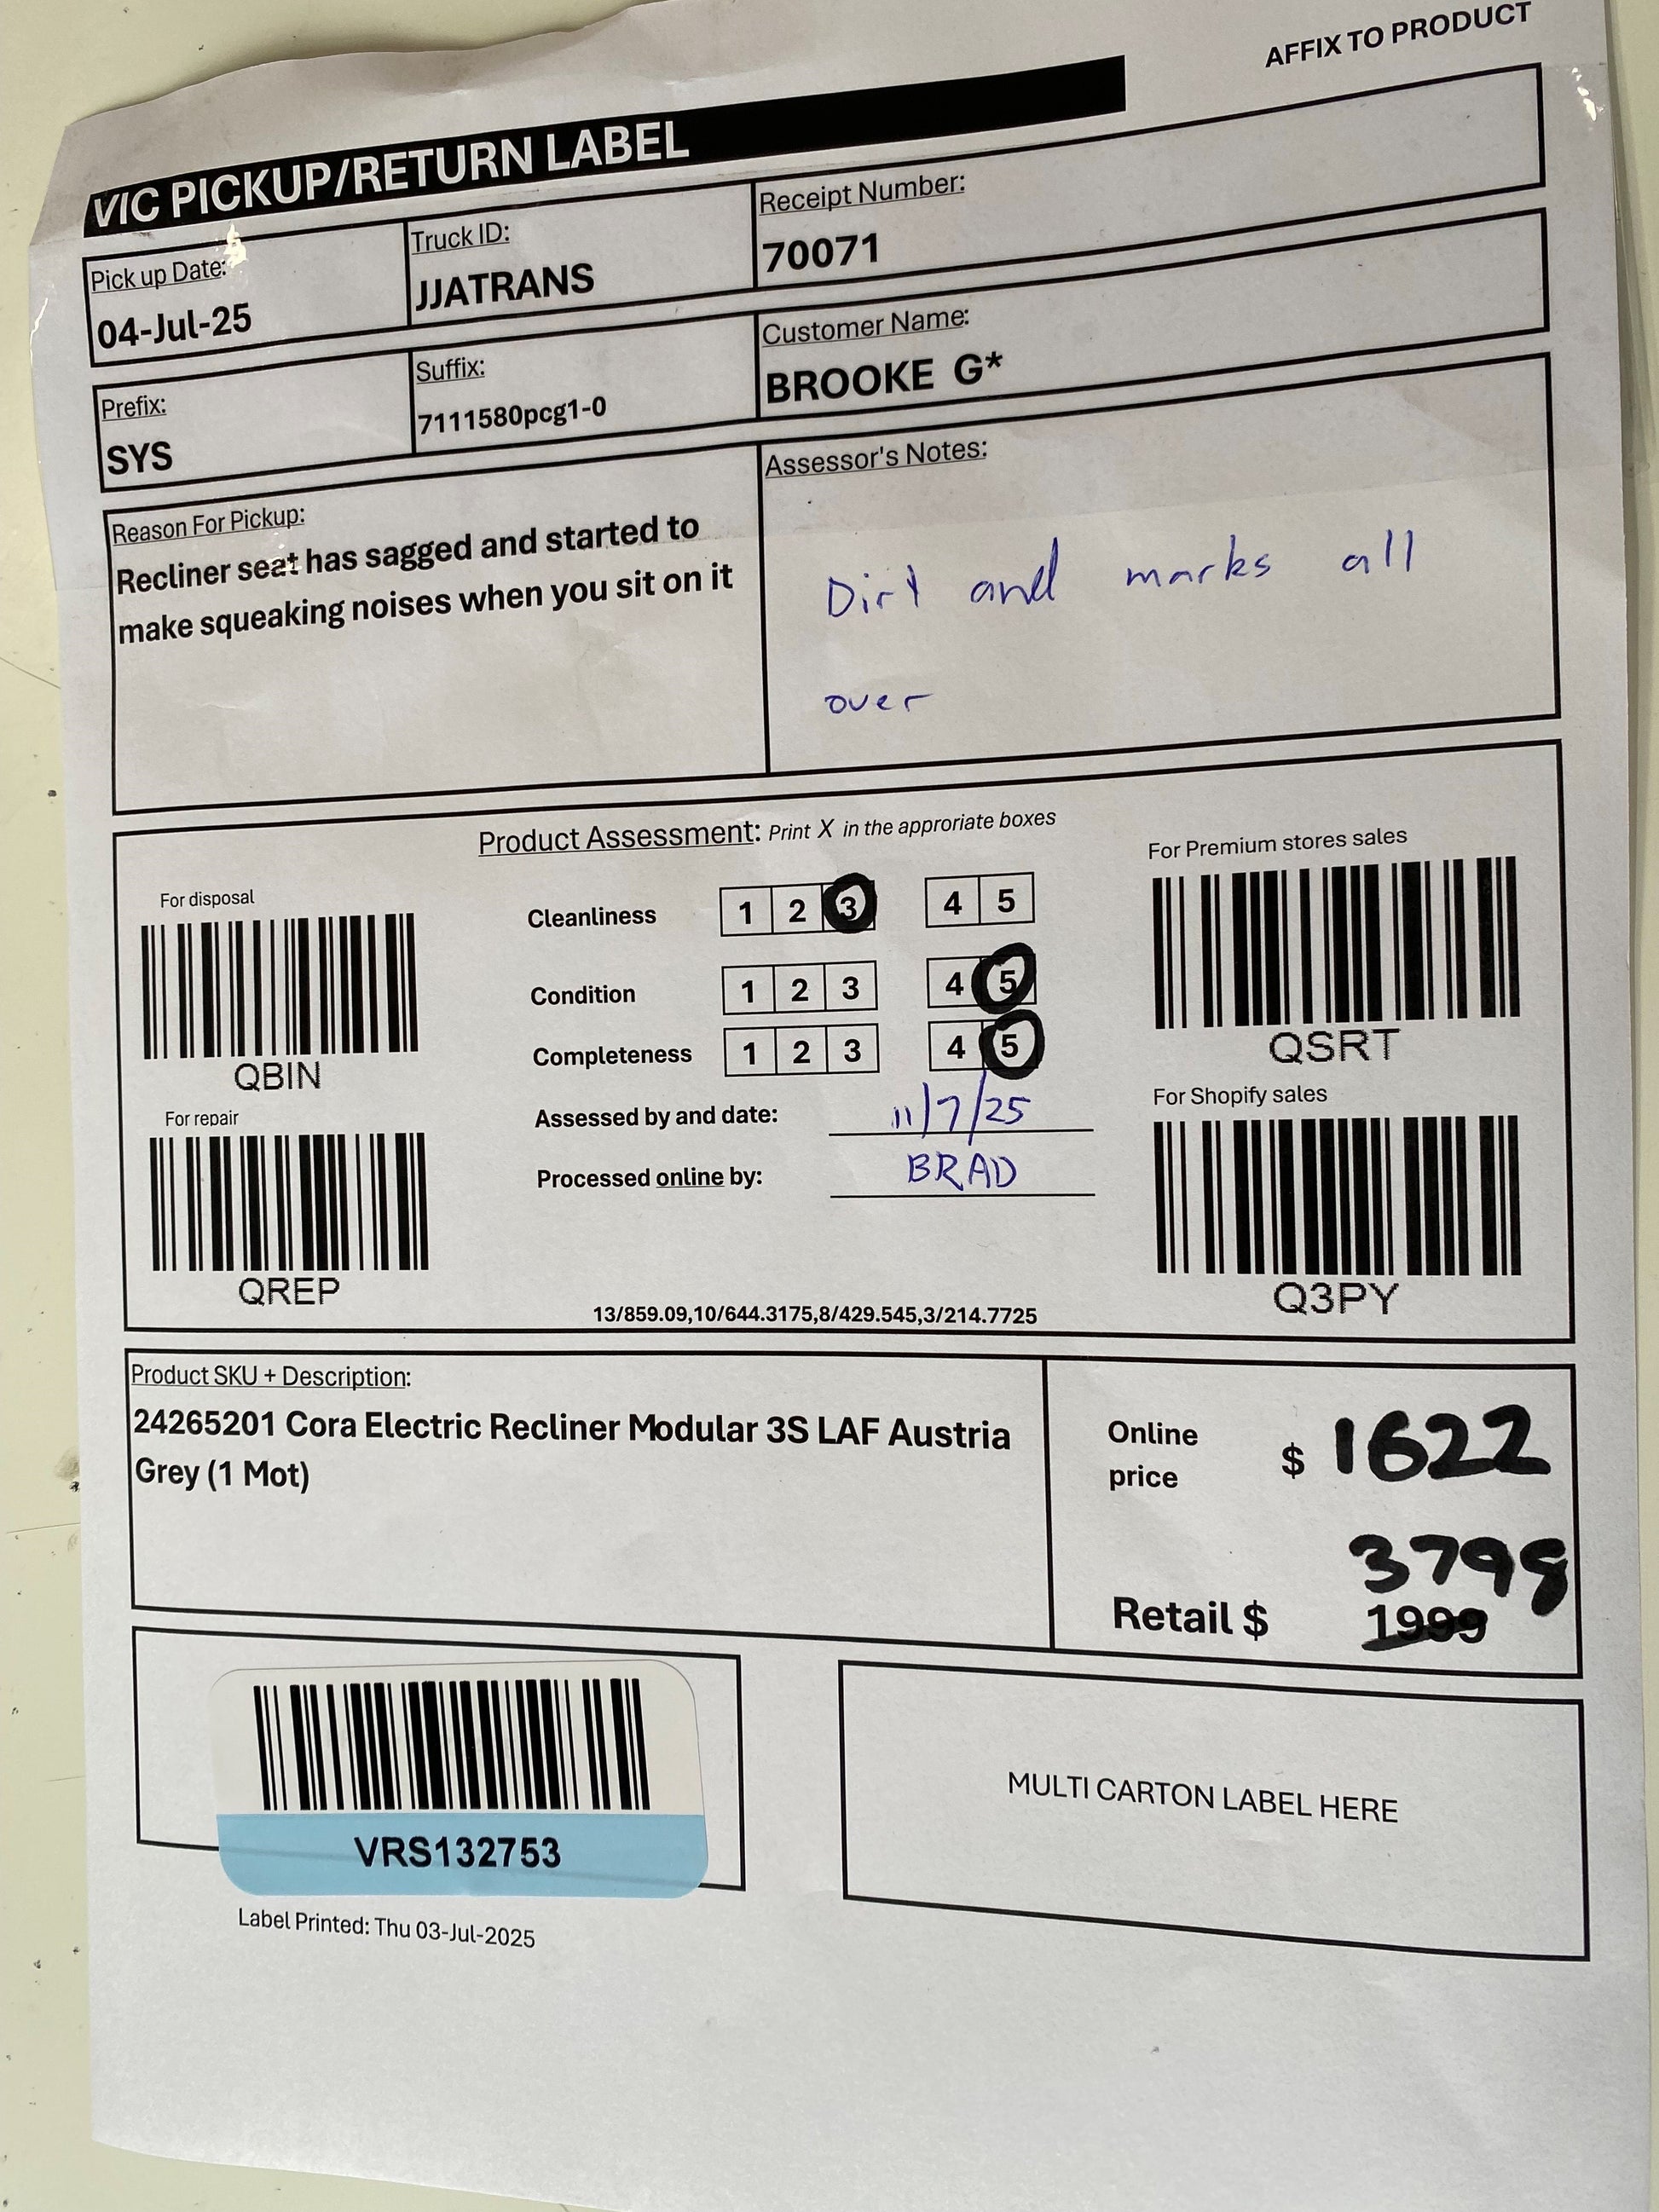 AFFIX TO PRODUCT
VIC PICKUP/RETURN LABEL
Pick up Date:
04-Jul-25
Truck ID:
JJATRANS
Receipt Number:
70071
Prefix:
SYS
Suffix:
7111580pcg1-0
Customer Name:
BROOKE G*
Reason For Pickup:
Recliner seat has sagged and started to
make squeaking noises when you sit on it
Assessor's Notes:
Dirt and marks all
over
Product Assessment: Print X in the approriate boxes
For disposal
QBIN
For repair
QREP
Cleanliness 1 2 3 4 5
Condition 1 2 3 4 5
Completeness 1 2 3 4 5
Assessed by and date: 11/7/25
Processed online by: BRAD
13/859.09,10/644.3175,8/429.545,3/214.7725
For Premium stores sales
QSRT
For Shopify sales
Q3PY
Product SKU + Description:
24265201 Cora Electric Recliner Modular 3S LAF Austria
Grey (1 Mot)
Online
price $ 1622
3798
Retail $ 1999
VRS132753
MULTI CARTON LABEL HERE
Label Printed: Thu 03-Jul-2025